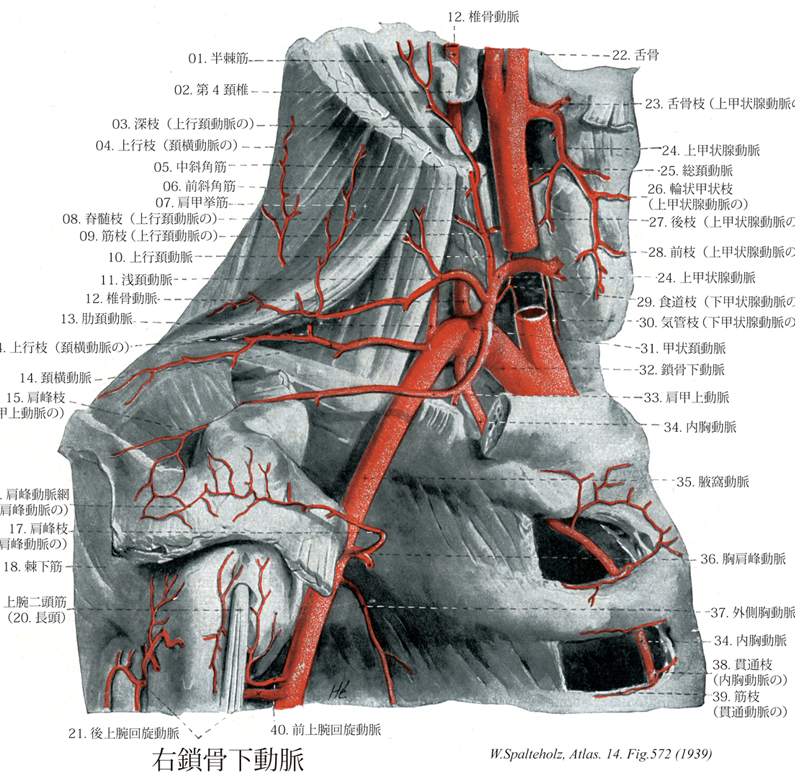 12. 椎骨動脈
01. 半棘筋
02. 第4頚椎
03. 深枝（上行頚動脈の）
04. 上行枝（頚横動脈の）
05. 中斜角筋
06. 前斜角筋
07. 肩甲挙筋
08. 脊髄枝（上行頚動脈の）
09. 筋枝（上行頚動脈の）
10. 上行頚動脈
11. 浅頚動脈
12. 椎骨動脈
13. 肋頚動脈
4. 上行枝（頚横動脈の）
14. 頚横動脈
15. 肩峰枝
甲上動脈の）
. 肩峰動脈網
肩峰動脈の）
17. 肩峰枝
肩峰動脈の）
18. 棘下筋
上腕二頭筋
(20. 長頭)
21. 後上腕回旋動脈
40. 前上腕回旋動脈
22. 舌骨
23. 舌骨枝（上甲状腺動脈の
24. 上甲状腺動脈
25. 総頚動脈
26. 輪状甲状枝
（上甲状腺動脈の）
27. 後枝（上甲状腺動脈の
28. 前枝（上甲状腺動脈の
24. 上甲状腺動脈
29. 食道枝（下甲状腺動脈の
30. 気管枝（下甲状腺動脈の
31. 甲状頚動脈
32. 鎖骨下動脈
33. 肩甲上動脈
34. 内胸動脈
35. 腋窩動脈
36. 胸肩峰動脈
37. 外側胸動脈
34. 内胸動脈
38. 貫通枝
（内胸動脈の）
39. 筋枝
（貫通動脈の）
右鎖骨下動脈
W.Spalteholz, Atlas. 14. Fig.572 (1939)